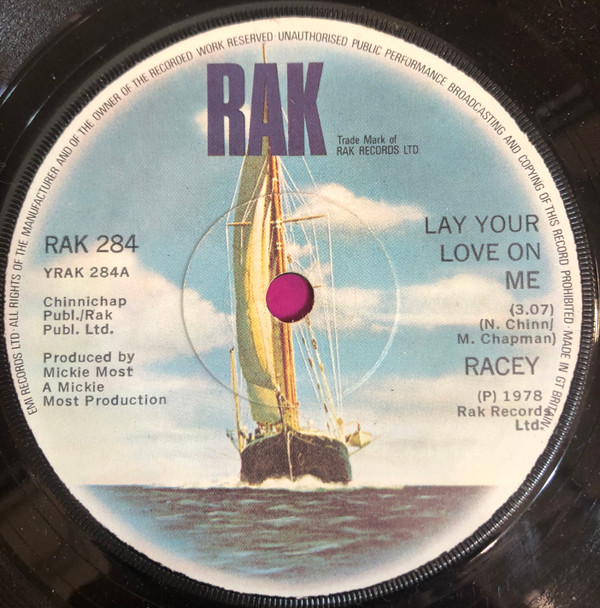 EMI RECORDS LTD · ALL RIGHTS OF THE MANUFACTURER AND OF THE OWNER OF THE RECORDED WORK RESERVED UNAUTHORISED PUBLIC PERFORMANCE BROADCASTING AND COPYING OF THIS RECORD PROHIBITED · MADE IN GT BRITAIN
RAK
Trade Mark of
RAK RECORDS LTD
RAK 284
YRAK 284A
Chinnichap
Publ./Rak
Publ. Ltd.
Produced by
Mickie Most
A Mickie
Most Production
LAY YOUR
LOVE ON
ME
(3.07)
(N. Chinn/
M. Chapman)
RACEY
(P) 1978
Rak Records
Ltd.